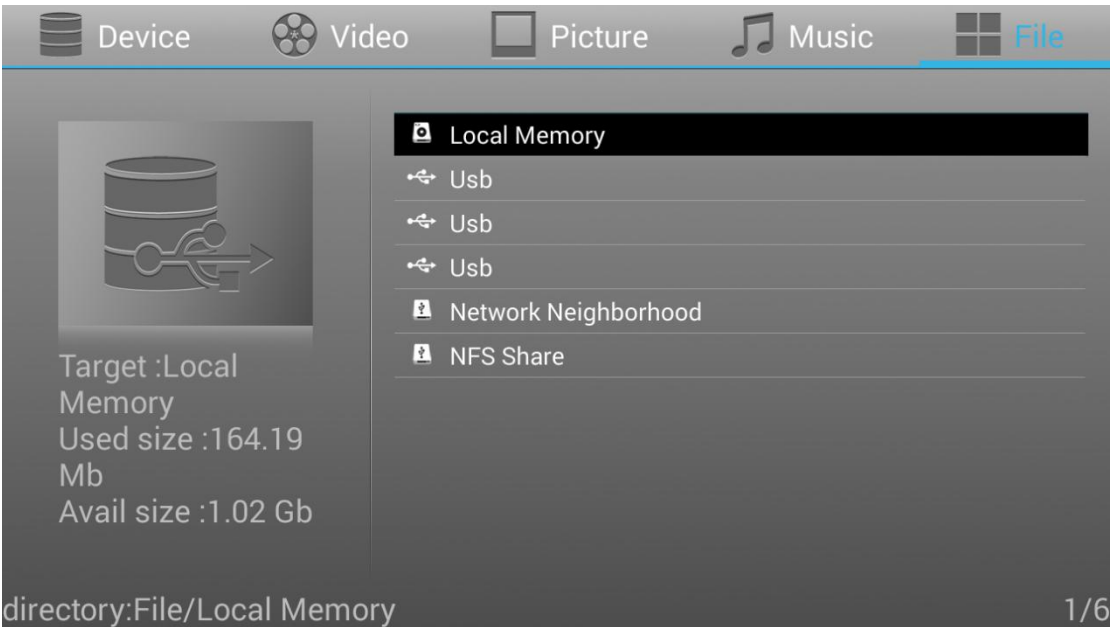 Device
Video
Picture
Music
File
Local Memory
Usb
Usb
Usb
Network Neighborhood
NFS Share
Target :Local
Memory
Used size :164.19
Mb
Avail size :1.02 Gb
directory:File/Local Memory
1/6